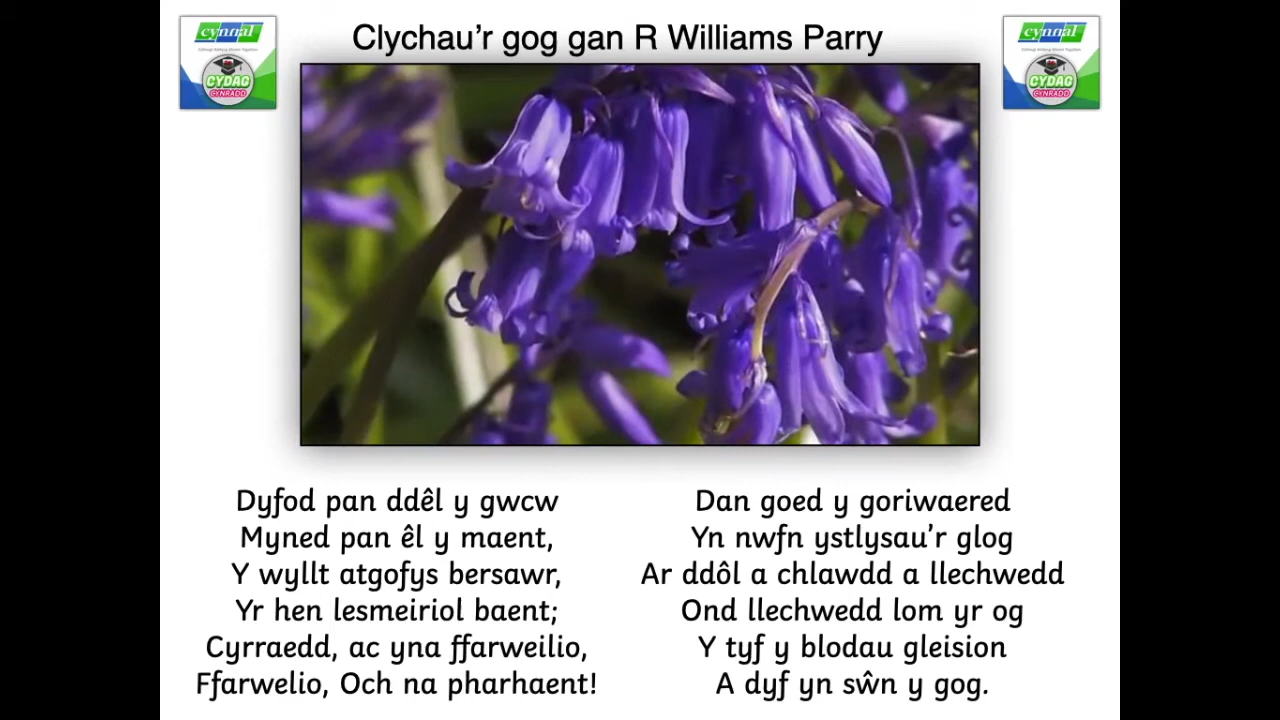 Clychau'r gog gan R Williams Parry
cynnal
CYDAG
CYNRADD
cynnal
CYDAG
CYNRADD
Dyfod pan ddêl y gwcw
Myned pan êl y maent,
Y wyllt atgofys bersawr,
Yr hen lesmeiriol baent;
Cyrraedd, ac yna ffarweilio,
Ffarwelio, Och na pharhaent!
Dan goed y goriwaered
Yn nwfn ystlysau'r glog
Ar ddôl a chlawdd a llechwedd
Ond llechwedd lom yr og
Y tyf y blodau gleision
A dyf yn sŵn y gog.